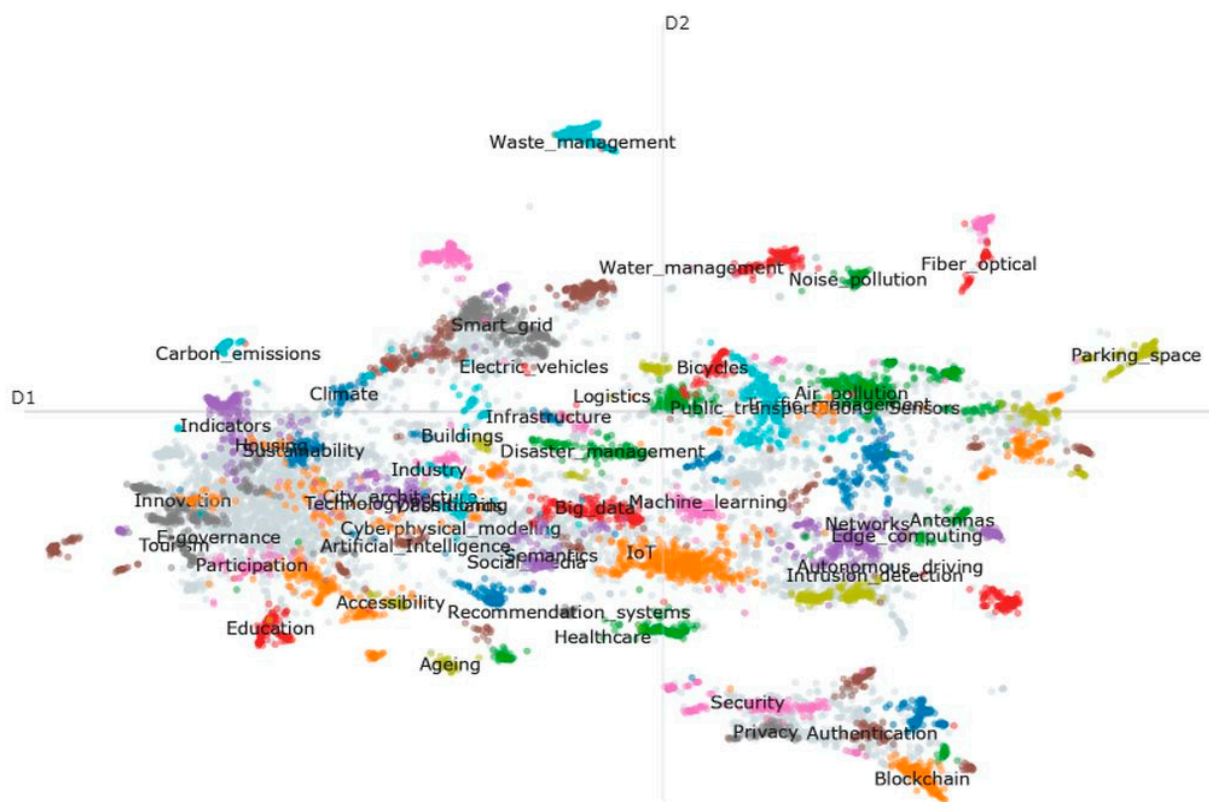 D2
Waste_management
Water_management
Noise_pollution
Fiber_optical
Smart_grid
Carbon_emissions
Electric_vehicles
Bicycles
Parking_space
Climate
Logistics
Air_pollution
D1
Public_transportation
Sensors
Indicators
Infrastructure
Buildings
Housing
Sustainability
Disaster_management
Industry
Innovation
City_architecture
Big_data
Machine_learning
Cyberphysical_modeling
Networks
Antennas
E-governance
Edge_computing
Tourism
Artificial_Intelligence
Semantics
IoT
Participation
Social_media
Autonomous_driving
Intrusion_detection
Accessibility
Recommendation_systems
Education
Healthcare
Ageing
Security
Privacy
Authentication
Blockchain